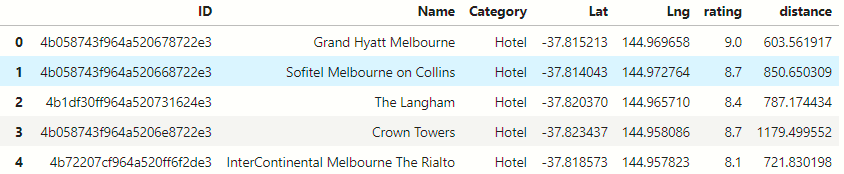 ID Name Category Lat Lng rating distance
0 4b058743f964a520678722e3 Grand Hyatt Melbourne Hotel -37.815213 144.969658 9.0 603.561917
1 4b058743f964a520668722e3 Sofitel Melbourne on Collins Hotel -37.814043 144.972764 8.7 850.650309
2 4b1df30ff964a520731624e3 The Langham Hotel -37.820370 144.965710 8.4 787.174434
3 4b058743f964a5206e8722e3 Crown Towers Hotel -37.823437 144.958086 8.7 1179.499552
4 4b72207cf964a520ff6f2de3 InterContinental Melbourne The Rialto Hotel -37.818573 144.957823 8.1 721.830198